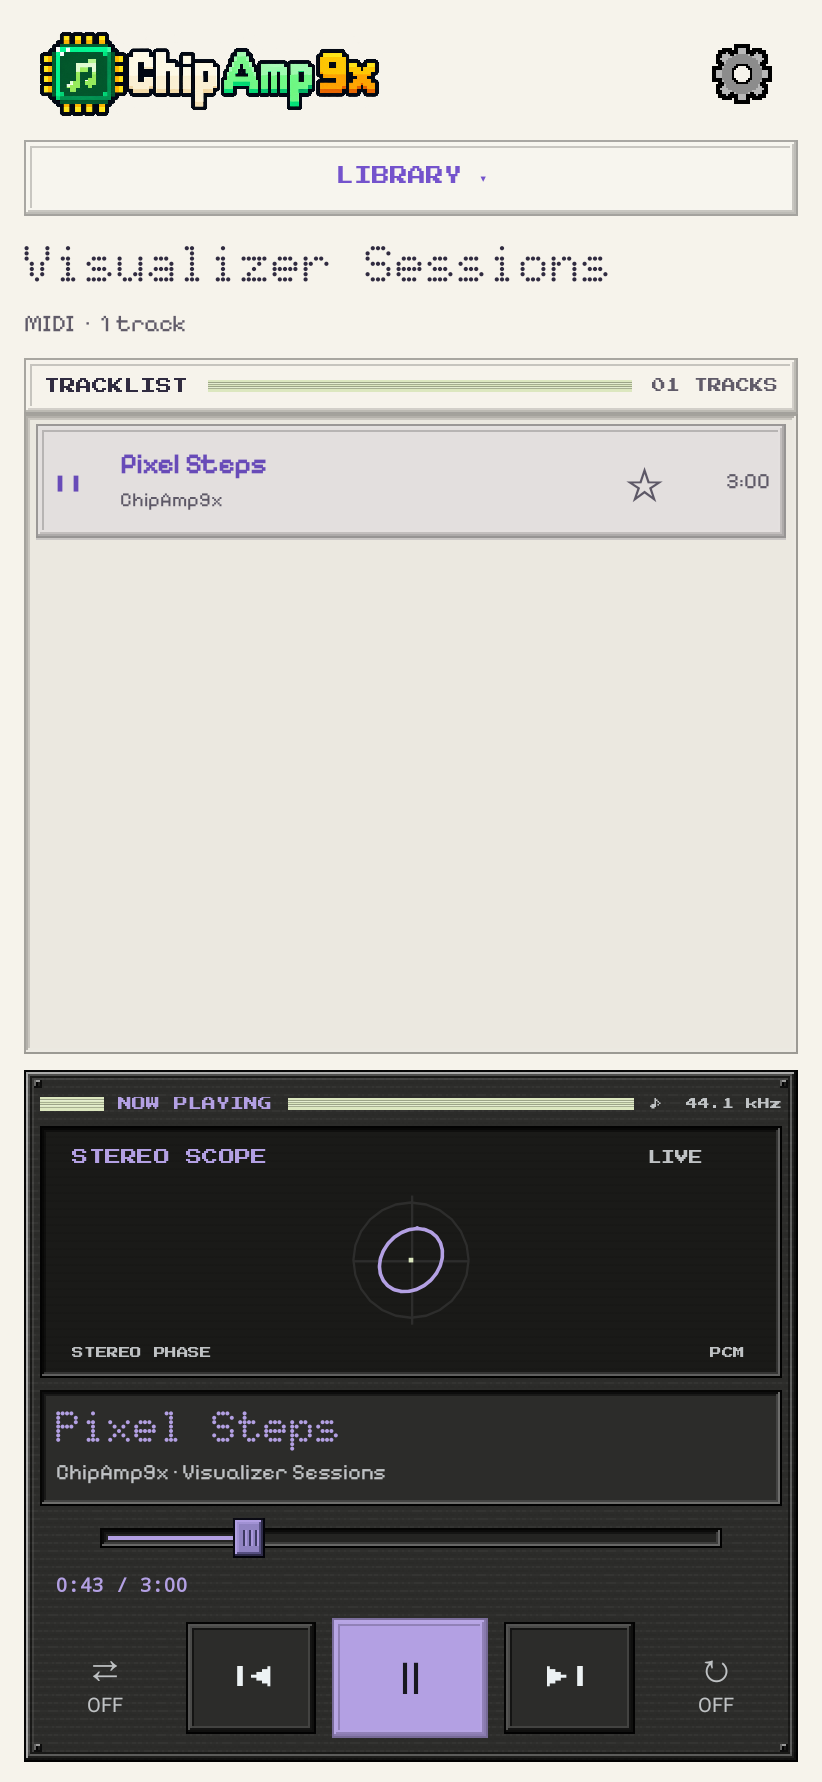 ChipAmp9x
LIBRARY ▾
Visualizer Sessions
MIDI · 1 track
TRACKLIST 01 TRACKS
Pixel Steps
ChipAmp9x
3:00
NOW PLAYING ♪ 44.1 kHz
STEREO SCOPE LIVE
STEREO PHASE PCM
Pixel Steps
ChipAmp9x · Visualizer Sessions
0:43 / 3:00
OFF OFF